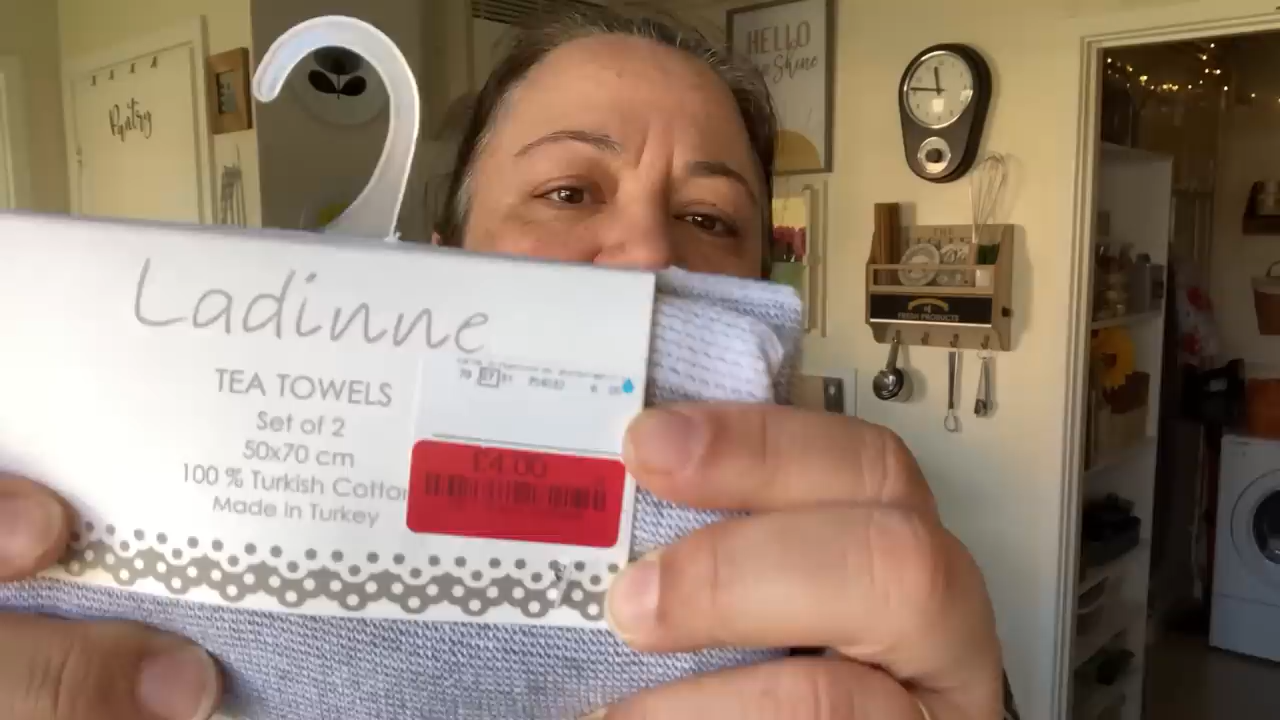 Pantry
HELLO
Shine
Ladinne
TEA TOWELS
Set of 2
50x70 cm
100 % Turkish Cotton
Made in Turkey
£4.00
THE
FRESH PRODUCTS